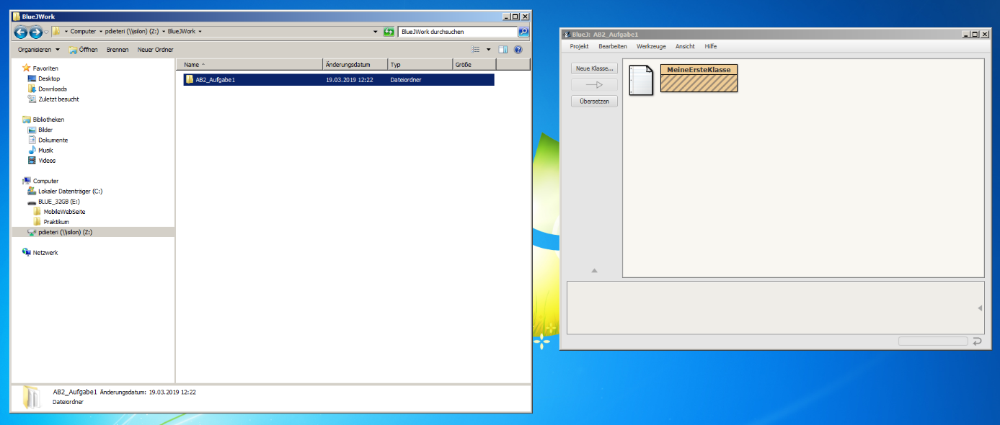 BlueJWork
Computer pdieteri (\\isilon) (Z:) BlueJWork
BlueJWork durchsuchen
Organisieren Öffnen Brennen Neuer Ordner
Favoriten
Desktop
Downloads
Zuletzt besucht
Bibliotheken
Bilder
Dokumente
Musik
Videos
Computer
Lokaler Datenträger (C:)
BLUE_32GB (E:)
MobileWebSeite
Praktikum
pdieteri (\\isilon) (Z:)
Netzwerk
Name Änderungsdatum Typ Größe
AB2_Aufgabe1 19.03.2019 12:22 Dateiordner
AB2_Aufgabe1 Änderungsdatum: 19.03.2019 12:22
Dateiordner
BlueJ: AB2_Aufgabe1
Projekt Bearbeiten Werkzeuge Ansicht Hilfe
Neue Klasse...
Übersetzen
MeineErsteKlasse